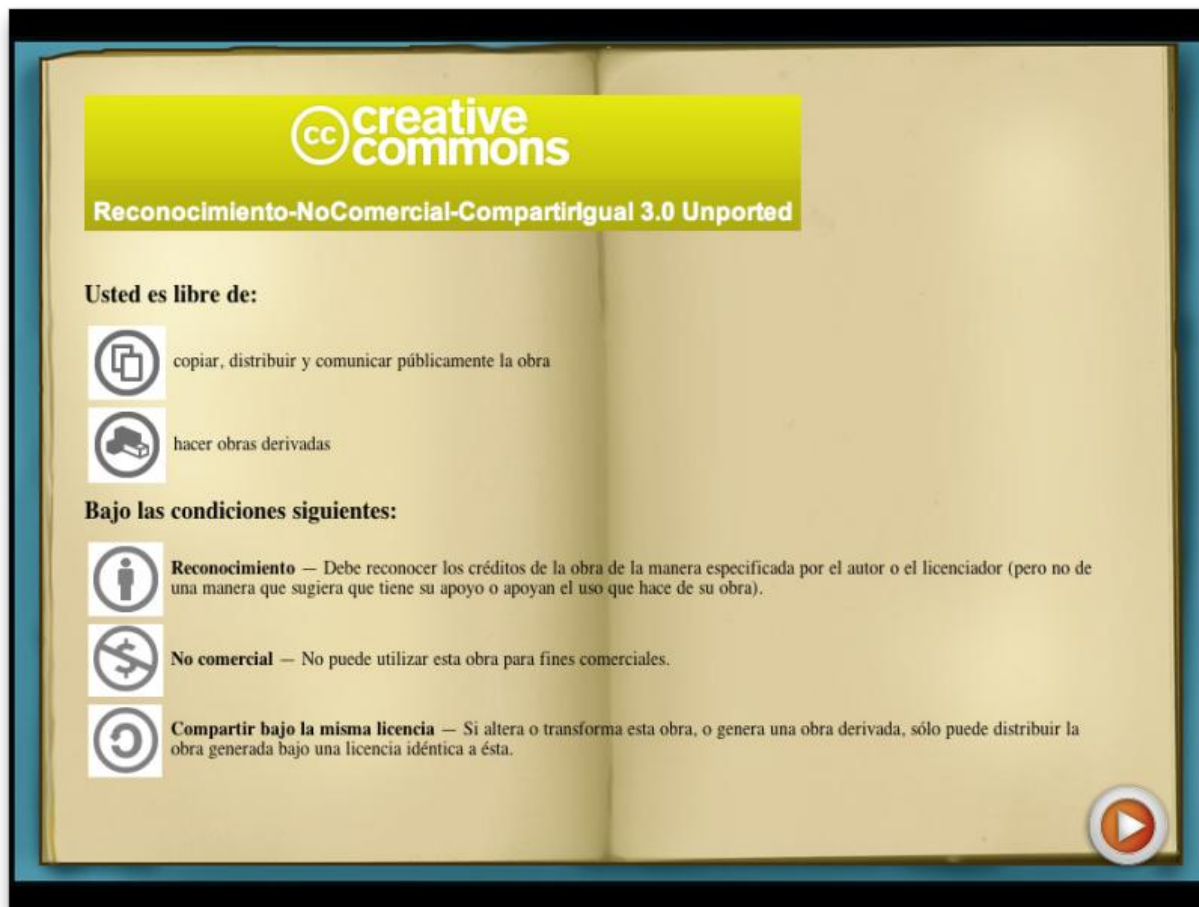 cc creative
commons
Reconocimiento-NoComercial-CompartirIgual 3.0 Unported
Usted es libre de:
copiar, distribuir y comunicar públicamente la obra
hacer obras derivadas
Bajo las condiciones siguientes:
Reconocimiento — Debe reconocer los créditos de la obra de la manera especificada por el autor o el licenciador (pero no de
una manera que sugiera que tiene su apoyo o apoyan el uso que hace de su obra).
No comercial — No puede utilizar esta obra para fines comerciales.
Compartir bajo la misma licencia — Si altera o transforma esta obra, o genera una obra derivada, sólo puede distribuir la
obra generada bajo una licencia idéntica a ésta.